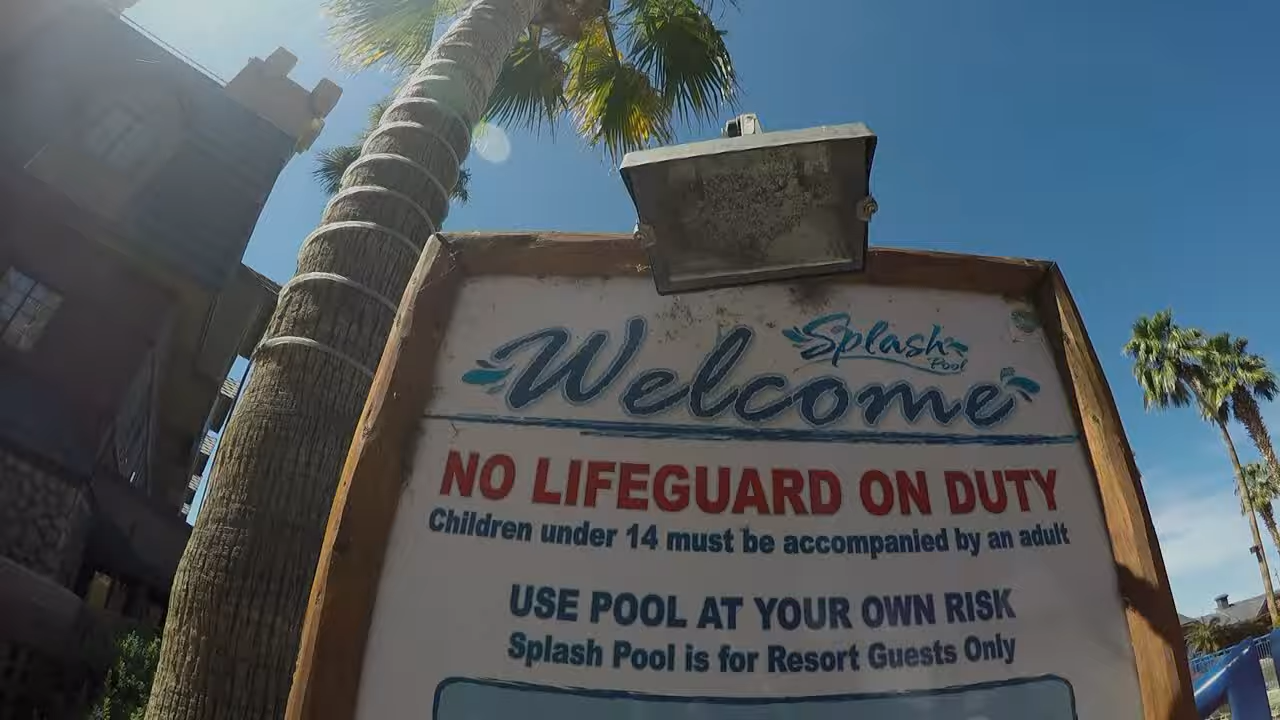 Splash
Pool
Welcome
NO LIFEGUARD ON DUTY
Children under 14 must be accompanied by an adult
USE POOL AT YOUR OWN RISK
Splash Pool is for Resort Guests Only